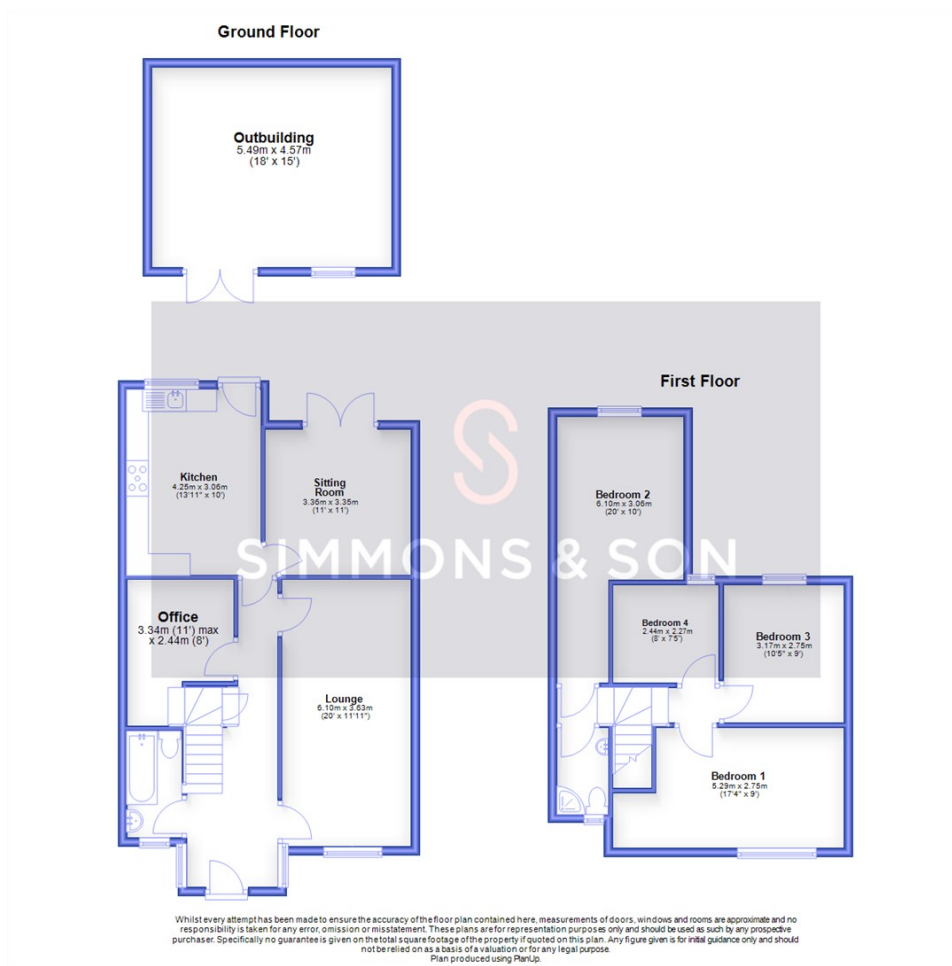 Ground Floor
Outbuilding
5.49m x 4.57m
(18' x 15')
First Floor
Kitchen
4.25m x 3.06m
(13'11" x 10')
Sitting
Room
3.36m x 3.35m
(11' x 11')
Bedroom 2
6.10m x 3.06m
(20' x 10')
SIMMONS & SON
Office
3.34m (11') max
x 2.44m (8')
Bedroom 4
2.44m x 2.27m
(8' x 7'5")
Bedroom 3
3.17m x 2.75m
(10'5" x 9')
Lounge
6.10m x 3.63m
(20' x 11'11")
Bedroom 1
5.29m x 2.75m
(17'4" x 9')
Whilst every attempt has been made to ensure the accuracy of the floor plan contained here, measurements of doors, windows and rooms are approximate and no
responsibility is taken for any error, omission or misstatement. These plans are for representation purposes only and should be used as such by any prospective
purchaser. Specifically no guarantee is given on the total square footage of the property if quoted on this plan. Any figure given is for initial guidance only and should
not be relied on as a basis of a valuation or for any legal purpose.
Plan produced using PlanUp.